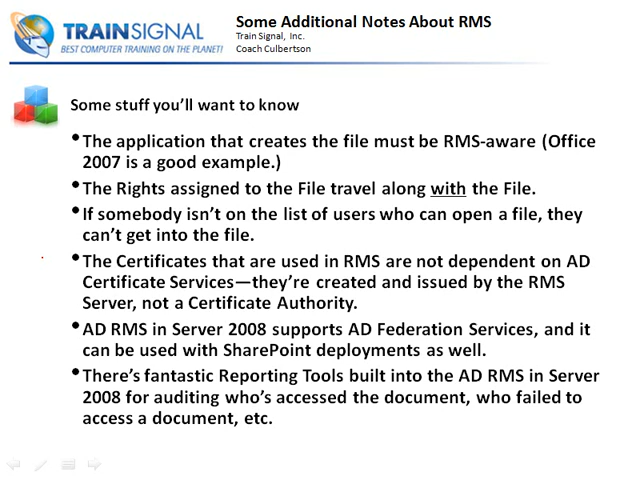 TRAINSIGNAL
BEST COMPUTER TRAINING ON THE PLANET!
Some Additional Notes About RMS
Train Signal, Inc.
Coach Culbertson
Some stuff you'll want to know
• The application that creates the file must be RMS-aware (Office
2007 is a good example.)
• The Rights assigned to the File travel along with the File.
• If somebody isn't on the list of users who can open a file, they
can't get into the file.
• The Certificates that are used in RMS are not dependent on AD
Certificate Services—they're created and issued by the RMS
Server, not a Certificate Authority.
• AD RMS in Server 2008 supports AD Federation Services, and it
can be used with SharePoint deployments as well.
• There's fantastic Reporting Tools built into the AD RMS in Server
2008 for auditing who's accessed the document, who failed to
access a document, etc.